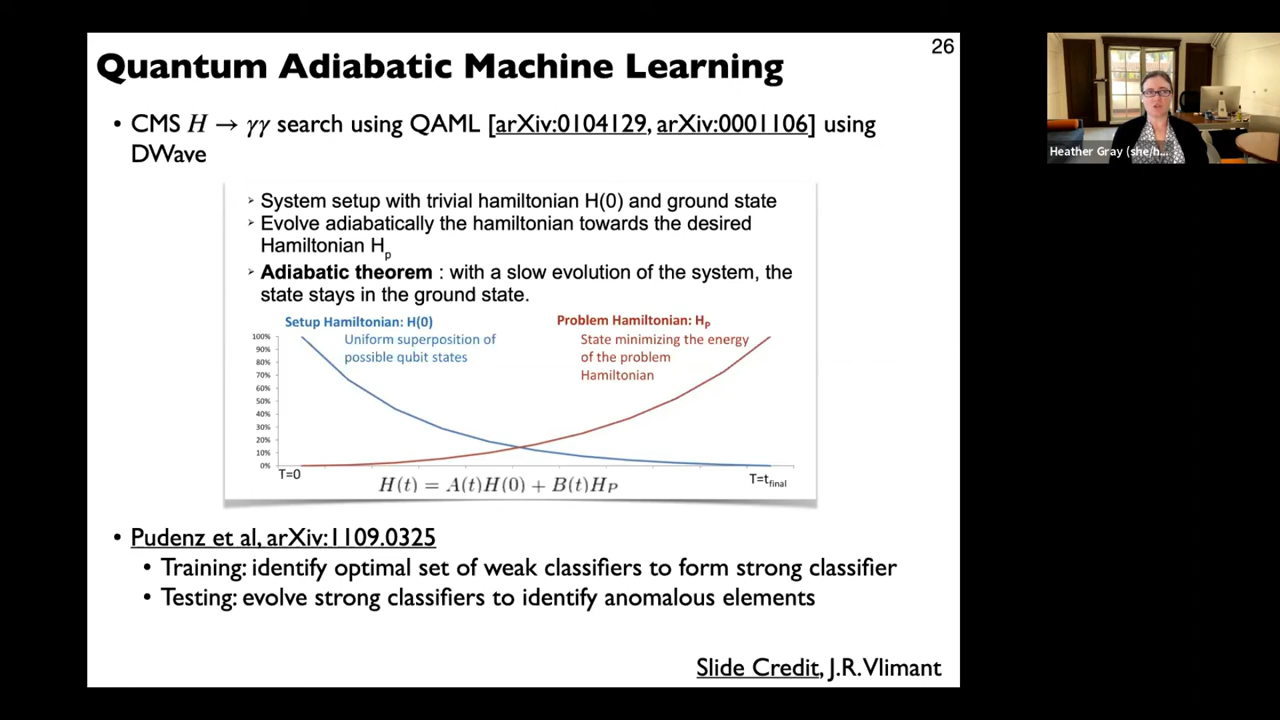 26
Quantum Adiabatic Machine Learning
• CMS H → γγ search using QAML [arXiv:0104129, arXiv:0001106] using
DWave
➢ System setup with trivial hamiltonian H(0) and ground state
➢ Evolve adiabatically the hamiltonian towards the desired
Hamiltonian Hp
➢ Adiabatic theorem : with a slow evolution of the system, the
state stays in the ground state.
Setup Hamiltonian: H(0)
Uniform superposition of
possible qubit states
Problem Hamiltonian: HP
State minimizing the energy
of the problem
Hamiltonian
100%
90%
80%
70%
60%
50%
40%
30%
20%
10%
0%
T=0
T=tfinal
H(t) = A(t)H(0) + B(t)HP
• Pudenz et al, arXiv:1109.0325
• Training: identify optimal set of weak classifiers to form strong classifier
• Testing: evolve strong classifiers to identify anomalous elements
Slide Credit, J.R. Vlimant
Heather Gray (she/h...